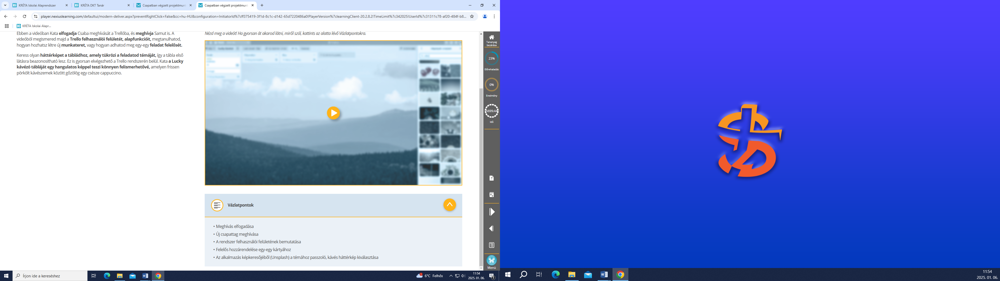 KRÉTA Iskolai Alaprendszer
KRÉTA DKT Tanár
Csapatban végzett projektmun
Csapatban végzett projektmun
player.nexiuslearning.com/defaultui/modern-deliver.aspx?preventRightClick=False&cc=hu-HU&configuration=InitiatorId%7cff375419-3f1d-8c1c-d142-65d7220486a0!PlayerVersion%7clearningClient-20.2.8.2!TimeLimit%7c342025!UserId%7c31311c78-af20-484f-b8...
KRÉTA Iskolai Alapr...
Ebben a videóban Kata elfogadja Csaba meghívását a Trellóba, és meghívja Samut is. A
videóból megismered majd a Trello felhasználói felületét, alapfunkcióit, megtanulhatod,
hogyan hozhatsz létre új munkateret, vagy hogyan adhatod meg egy-egy feladat felelősét.
Keress olyan háttérképet a tábládhoz, amely tükrözi a feladatod témáját, így a tábla első
látásra beazonosítható lesz. Ez is gyorsan elvégezhető a Trello rendszerén belül. Kata a Lucky
kávézó tábláját egy hangulatos képpel teszi könnyen felismerhetővé, amelyen frissen
pörkölt kávészemek között gőzölög egy csésze cappuccino.
Nézd meg a videót! Ha gyorsan át akarod látni, miről szól, kattints az alatta lévő Vázlatpontokra.
Vázlatpontok
• Meghívás elfogadása
• Új csapattag meghívása
• A rendszer felhasználói felületének bemutatása
• Felelős hozzárendelése egy-egy kártyához
• Az alkalmazás képkeresőjéből (Unsplash) a témához passzoló, kávés háttérkép kiválasztása
Tananyag
bezárása
23%
Előrehaladás
0%
Eredmény
5699:44
Idő
Menü
Írjon ide a kereséshez
6°C Felhős
11:54
2025. 01. 06.
1
11:54
2025. 01. 06.